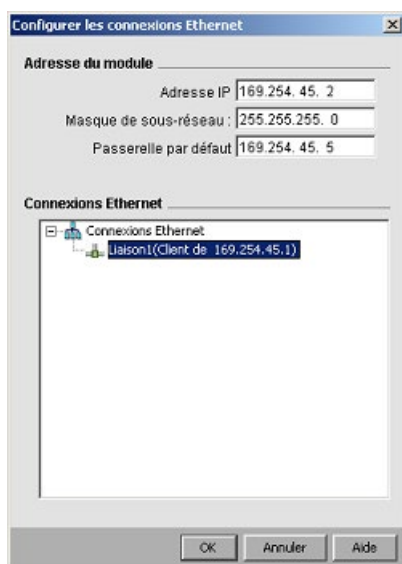 Configurer les connexions Ethernet
Adresse du module
Adresse IP 169.254. 45. 2
Masque de sous-réseau : 255.255.255. 0
Passerelle par défaut 169.254. 45. 5
Connexions Ethernet
Connexions Ethernet
Liaison1(Client de 169.254.45.1)
OK Annuler Aide